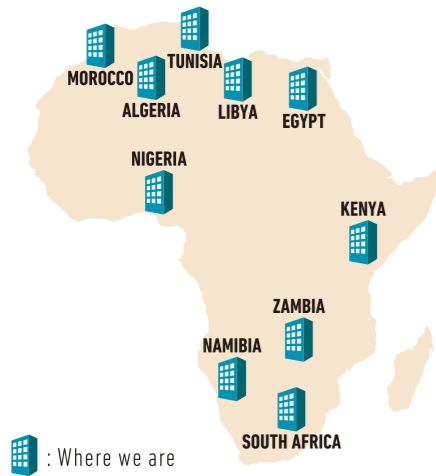 TUNISIA
MOROCCO
ALGERIA
LIBYA
EGYPT
NIGERIA
KENYA
ZAMBIA
NAMIBIA
SOUTH AFRICA
: Where we are